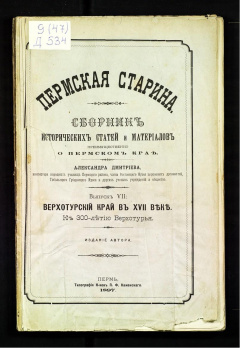 9(47)
Д 534
ПЕРМСКАЯ СТАРИНА.
СБОРНИКЪ
ИСТОРИЧЕСКИХЪ СТАТЕЙ И МАТЕРІАЛОВЪ
О ПЕРМСКОМЪ КРАѢ.
АЛЕКСАНДРА ДМИТРІЕВА,
Выпускъ VII:
ВЕРХОТУРСКІЙ КРАЙ ВЪ XVII ВѢКѢ.
Къ 300-лѣтію Верхотурья.
ИЗДАНІЕ АВТОРА.
ПЕРМЬ.
1897.